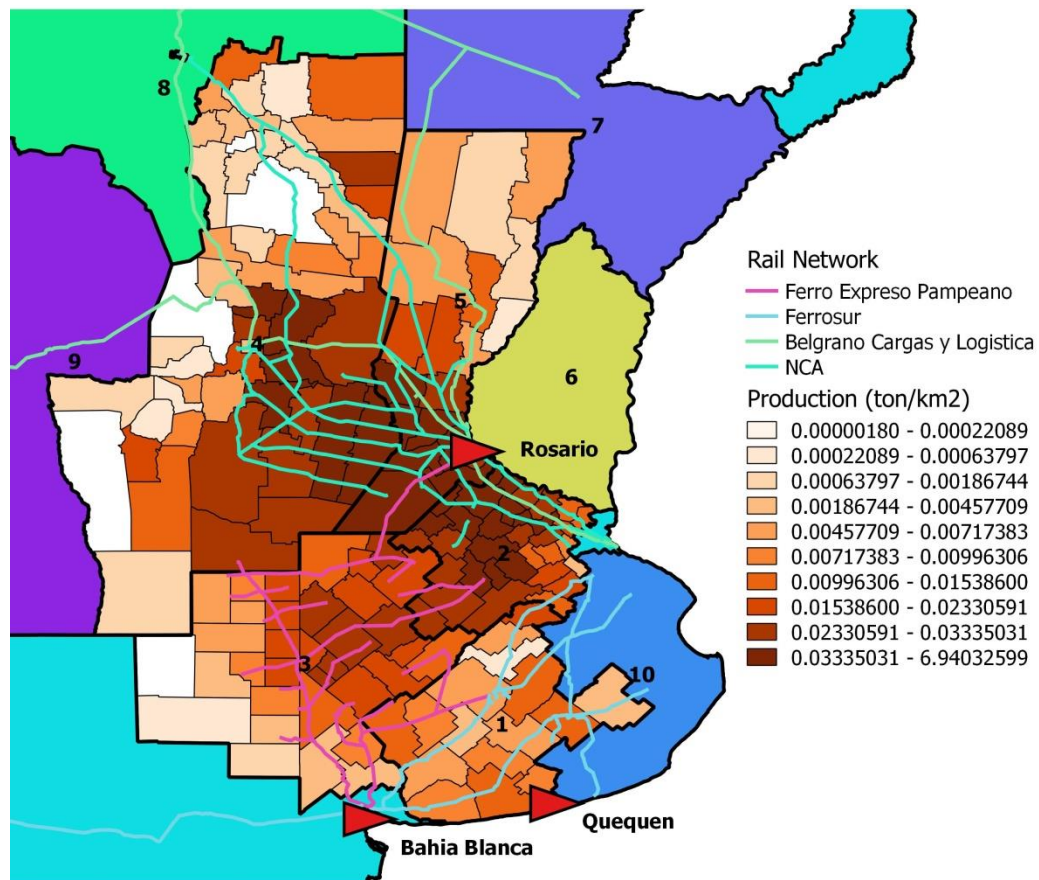 8
7
5
4
9
6
Rosario
2
3
10
1
Quequen
Bahia Blanca
Rail Network
Ferro Expreso Pampeano
Ferrosur
Belgrano Cargas y Logistica
NCA
Production (ton/km2)
0.00000180 - 0.00022089
0.00022089 - 0.00063797
0.00063797 - 0.00186744
0.00186744 - 0.00457709
0.00457709 - 0.00717383
0.00717383 - 0.00996306
0.00996306 - 0.01538600
0.01538600 - 0.02330591
0.02330591 - 0.03335031
0.03335031 - 6.94032599